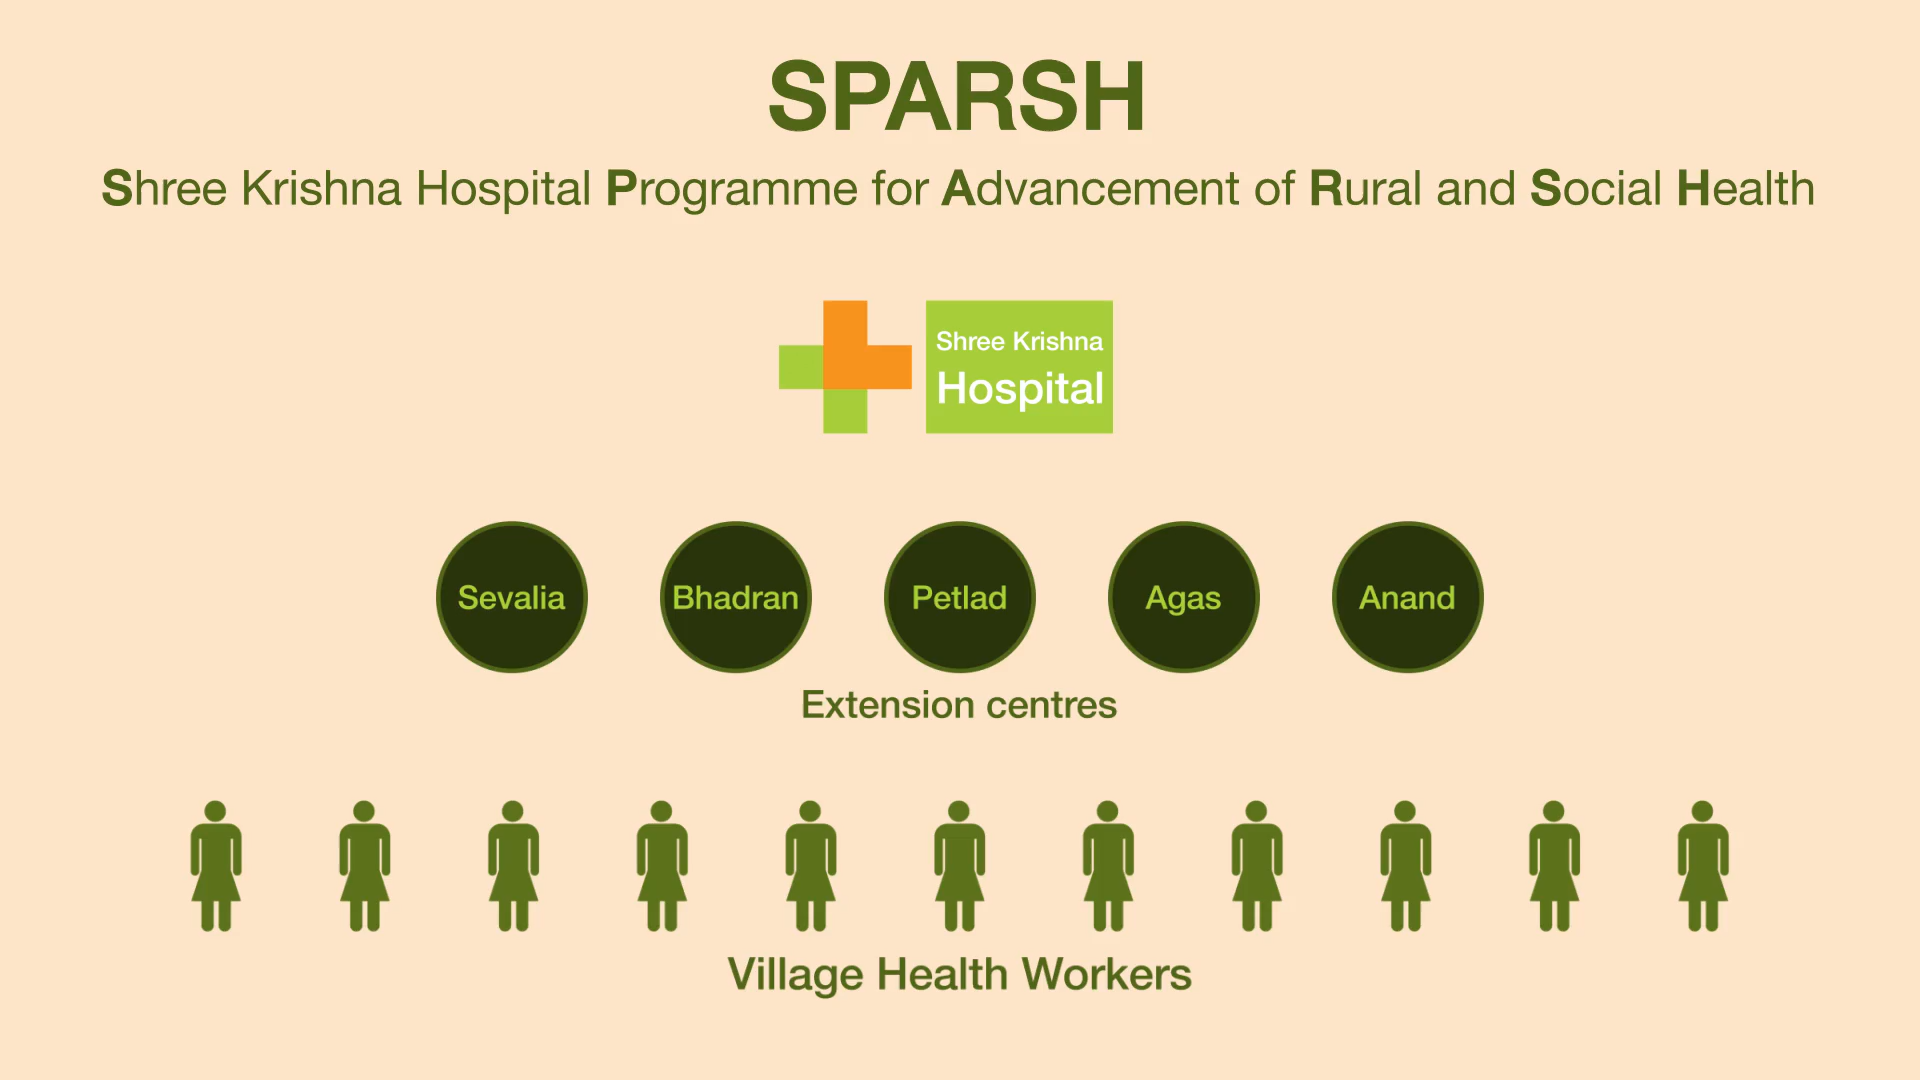 SPARSH
Shree Krishna Hospital Programme for Advancement of Rural and Social Health
Shree Krishna
Hospital
Sevalia Bhadran Petlad Agas Anand
Extension centres
Village Health Workers